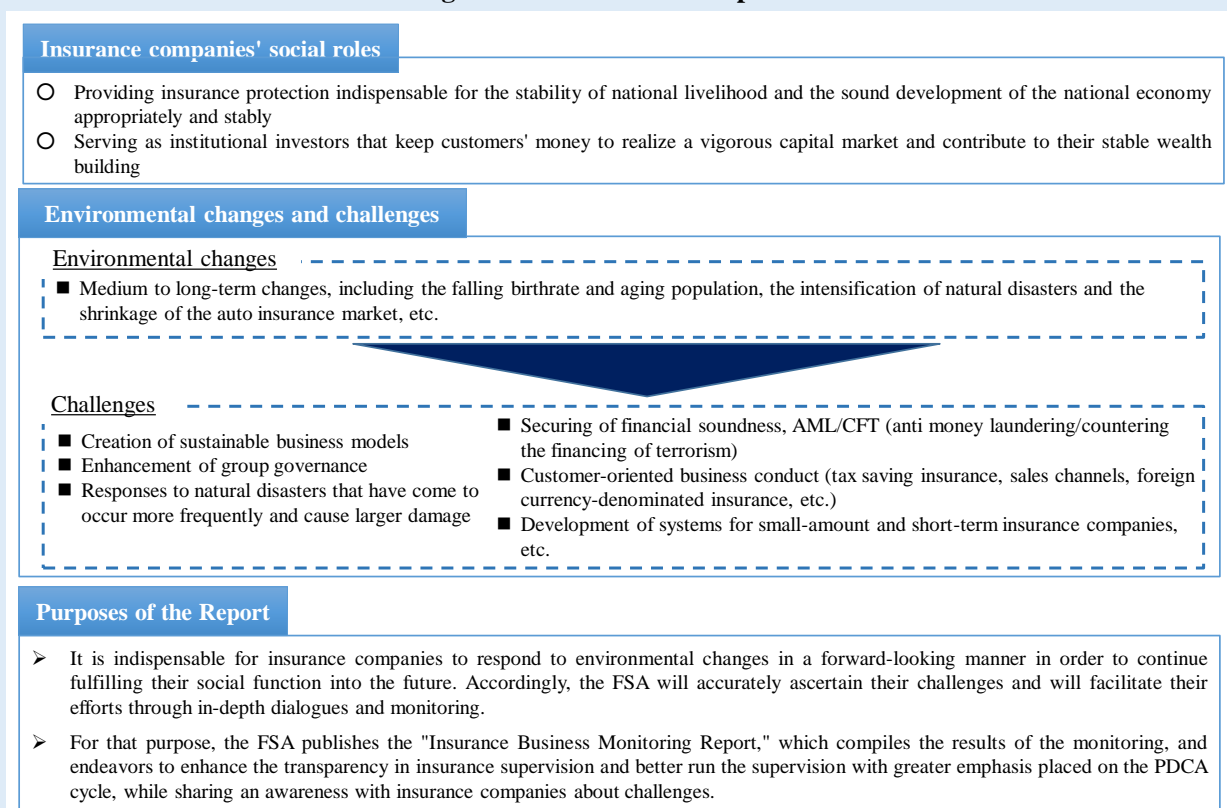 Insurance companies' social roles
○ Providing insurance protection indispensable for the stability of national livelihood and the sound development of the national economy
appropriately and stably
○ Serving as institutional investors that keep customers' money to realize a vigorous capital market and contribute to their stable wealth
building
Environmental changes and challenges
Environmental changes
■ Medium to long-term changes, including the falling birthrate and aging population, the intensification of natural disasters and the
shrinkage of the auto insurance market, etc.
Challenges
■ Creation of sustainable business models
■ Enhancement of group governance
■ Responses to natural disasters that have come to
occur more frequently and cause larger damage
■ Securing of financial soundness, AML/CFT (anti money laundering/countering
the financing of terrorism)
■ Customer-oriented business conduct (tax saving insurance, sales channels, foreign
currency-denominated insurance, etc.)
■ Development of systems for small-amount and short-term insurance companies,
etc.
Purposes of the Report
➢ It is indispensable for insurance companies to respond to environmental changes in a forward-looking manner in order to continue
fulfilling their social function into the future. Accordingly, the FSA will accurately ascertain their challenges and will facilitate their
efforts through in-depth dialogues and monitoring.
➢ For that purpose, the FSA publishes the "Insurance Business Monitoring Report," which compiles the results of the monitoring, and
endeavors to enhance the transparency in insurance supervision and better run the supervision with greater emphasis placed on the PDCA
cycle, while sharing an awareness with insurance companies about challenges.